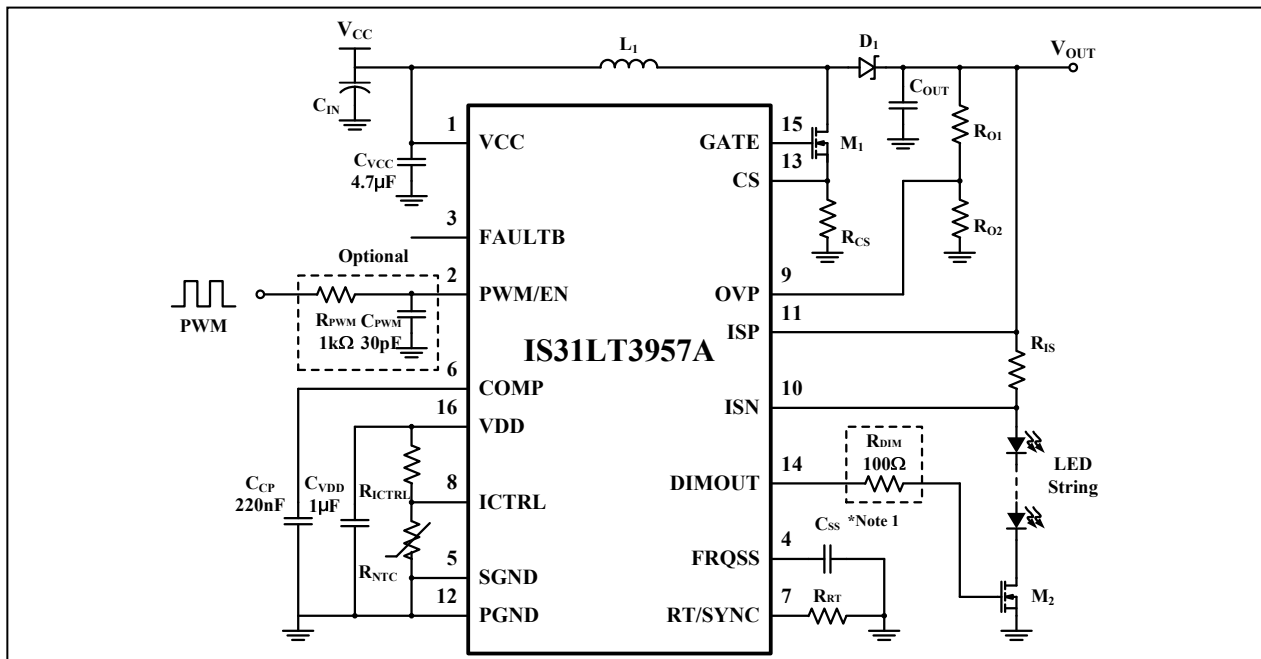 VCC
L1
D1
VOUT
CIN
COUT
RO1
1
VCC
CVCC
4.7µF
GATE
15
M1
CS
13
RCS
RO2
3
FAULTB
Optional
2
PWM/EN
PWM
RPWM
1kΩ
CPWM
30pF
OVP
9
ISP
11
RIS
IS31LT3957A
6
COMP
ISN
10
16
VDD
CCP
220nF
CVDD
1µF
RICTRL
8
ICTRL
DIMOUT
14
RDIM
100Ω
*Note 1
LED
String
RNTC
5
SGND
FRQSS
4
CSS
12
PGND
RT/SYNC
7
RRT
M2